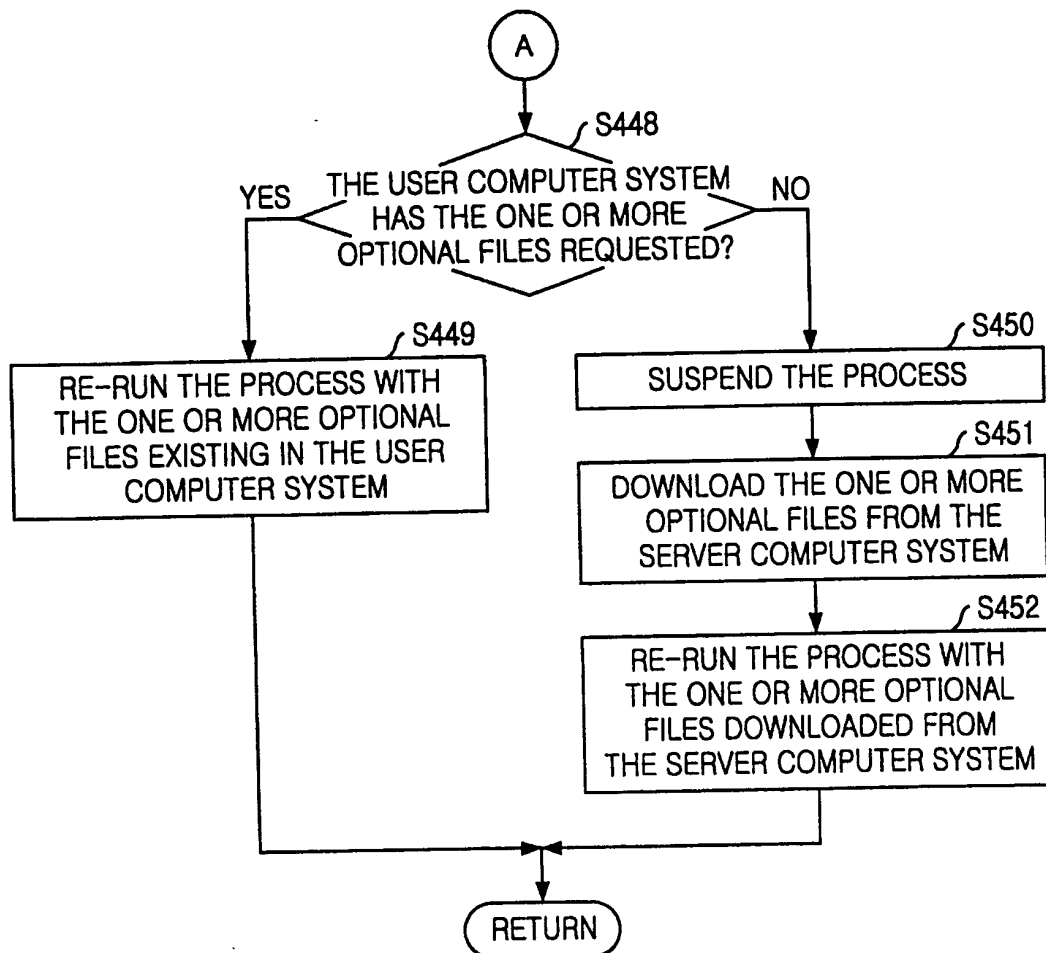 A
S448
YES
THE USER COMPUTER SYSTEM
HAS THE ONE OR MORE
OPTIONAL FILES REQUESTED?
NO
S449
RE-RUN THE PROCESS WITH
THE ONE OR MORE OPTIONAL
FILES EXISTING IN THE USER
COMPUTER SYSTEM
S450
SUSPEND THE PROCESS
S451
DOWNLOAD THE ONE OR MORE
OPTIONAL FILES FROM THE
SERVER COMPUTER SYSTEM
S452
RE-RUN THE PROCESS WITH
THE ONE OR MORE OPTIONAL
FILES DOWNLOADED FROM
THE SERVER COMPUTER SYSTEM
RETURN